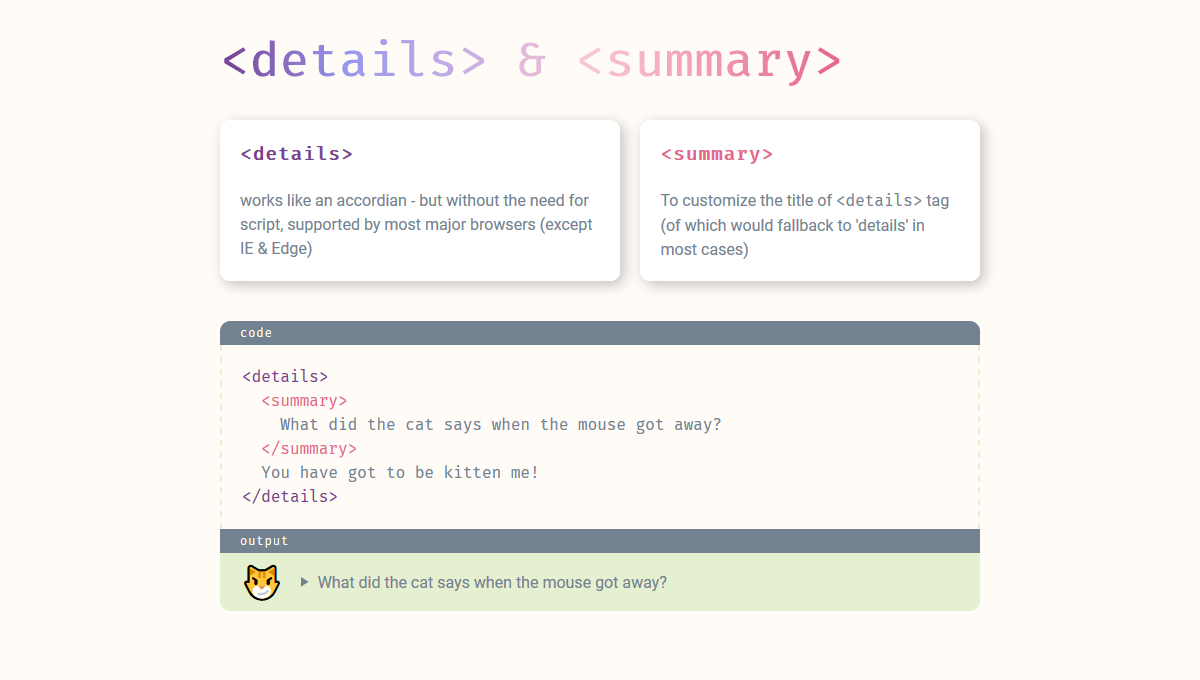 <details> & <summary>
<details>
works like an accordian - but without the need for
script, supported by most major browsers (except
IE & Edge)
<summary>
To customize the title of <details> tag
(of which would fallback to 'details' in
most cases)
code
<details>
  <summary>
    What did the cat says when the mouse got away?
  </summary>
  You have got to be kitten me!
</details>
output
What did the cat says when the mouse got away?